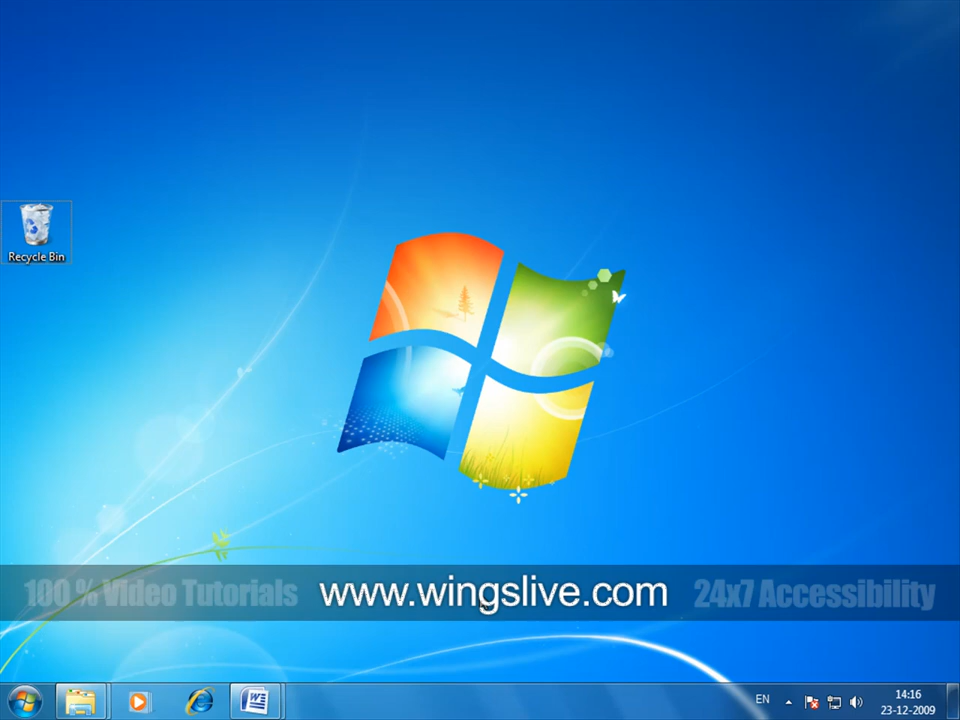 Recycle Bin
100 % Video Tutorials www.wingslive.com 24x7 Accessibility
W
EN 14:16
23-12-2009